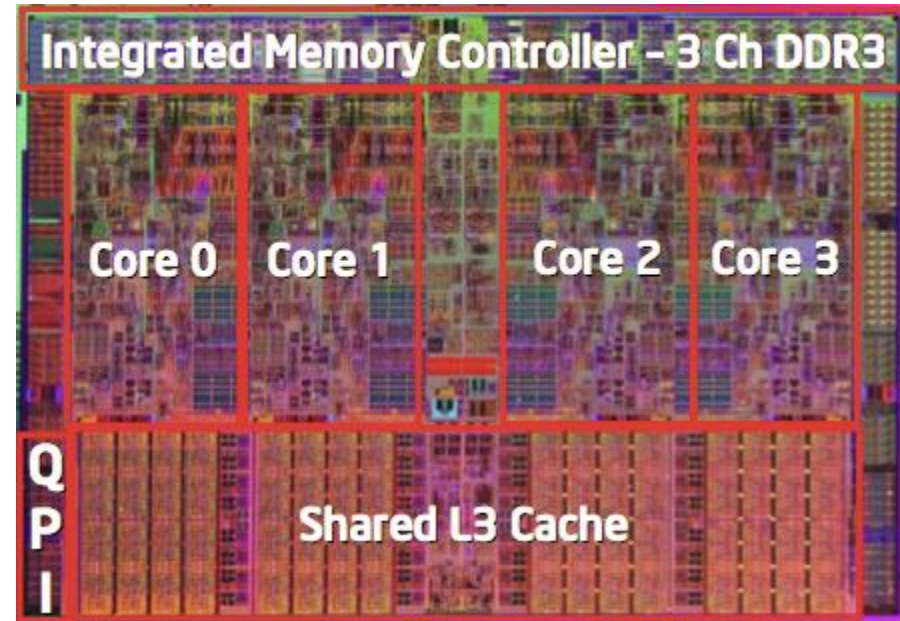 Integrated Memory Controller – 3 Ch DDR3
Core 0
Core 1
Core 2
Core 3
Q
P
I
Shared L3 Cache